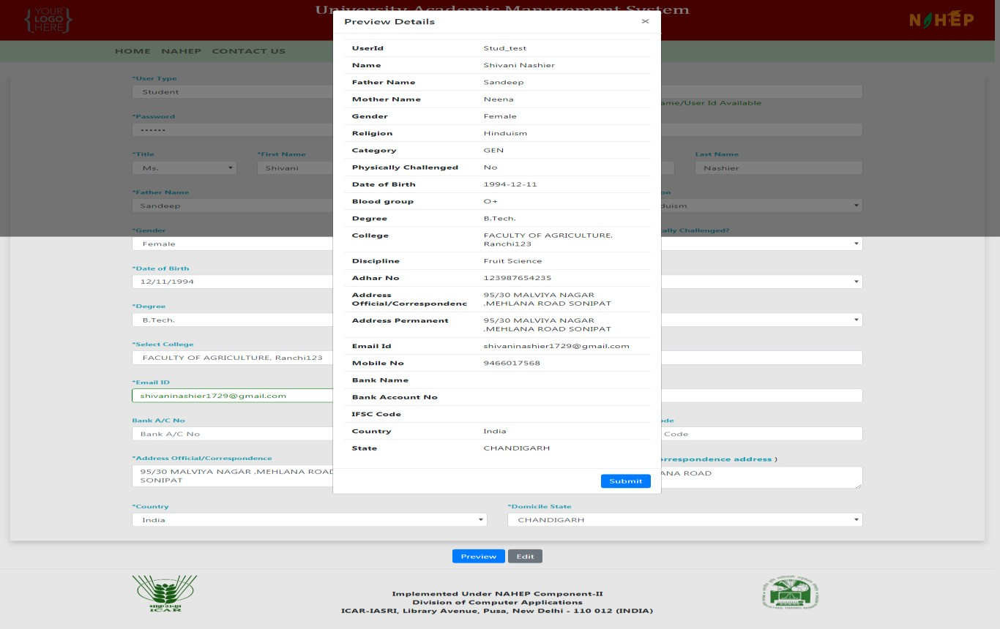 {YOUR
LOGO
HERE}
University Academic Management System
NAHEP
HOME NAHEP CONTACT US
Preview Details ×
UserId Stud_test
Name Shivani Nashier
Father Name Sandeep
Mother Name Neena
Gender Female
Religion Hinduism
Category GEN
Physically Challenged No
Date of Birth 1994-12-11
Blood group O+
Degree B.Tech.
College FACULTY OF AGRICULTURE,
Ranchi123
Discipline Fruit Science
Adhar No 123987654235
Address 95/30 MALVIYA NAGAR
Official/Correspondenc ,MEHLANA ROAD SONIPAT
Address Permanent 95/30 MALVIYA NAGAR
,MEHLANA ROAD SONIPAT
Email Id shivaninashier1729@gmail.com
Mobile No 9466017568
Bank Name
Bank Account No
IFSC Code
Country India
State CHANDIGARH
Submit
*User Type
Student
ame/User Id Available
*Password
••••••
*Title *First Name Last Name
Ms. Shivani Nashier
*Father Name on
Sandeep duism
*Gender ally Challenged?
Female
*Date of Birth
12/11/1994
*Degree
B.Tech.
*Select College
FACULTY OF AGRICULTURE, Ranchi123
*Email ID
shivaninashier1729@gmail.com
Bank A/C No ode
Bank A/C No Code
*Address Official/Correspondence orrespondence address )
95/30 MALVIYA NAGAR ,MEHLANA ROAD ANA ROAD
SONIPAT
*Country *Domicile State
India CHANDIGARH
Preview Edit
ICAR
Implemented Under NAHEP Component-II
Division of Computer Applications
ICAR-IASRI, Library Avenue, Pusa, New Delhi - 110 012 (INDIA)